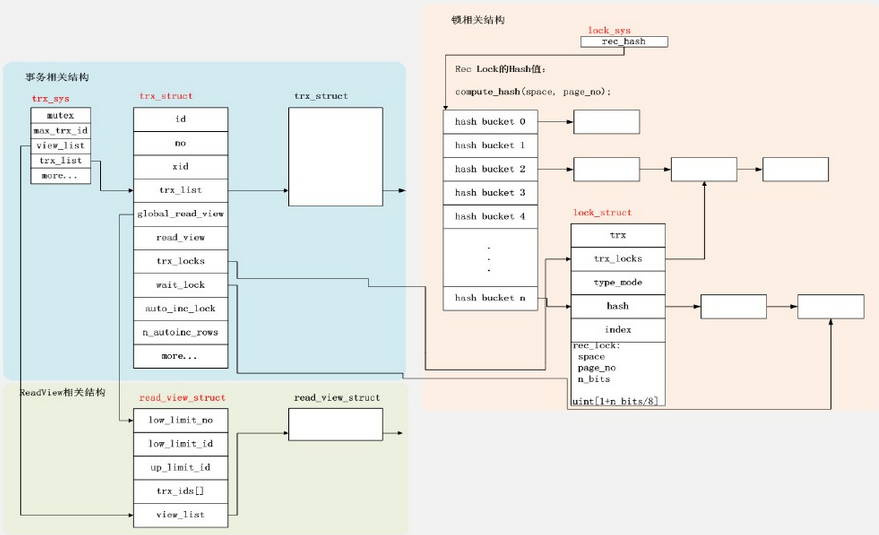 事务相关结构
trx_sys
mutex
max_trx_id
view_list
trx_list
more...
trx_struct
id
no
xid
trx_list
global_read_view
read_view
trx_locks
wait_lock
auto_inc_lock
n_autoinc_rows
more...
trx_struct
ReadView相关结构
read_view_struct
low_limit_no
low_limit_id
up_limit_id
trx_ids[]
view_list
read_view_struct
锁相关结构
lock_sys
rec_hash
Rec Lock的Hash值:
compute_hash(space, page_no);
hash bucket 0
hash bucket 1
hash bucket 2
hash bucket 3
hash bucket 4
.
.
.
hash bucket n
lock_struct
trx
trx_locks
type_mode
hash
index
rec_lock:
space
page_no
n_bits
uint[1+n_bits/8]